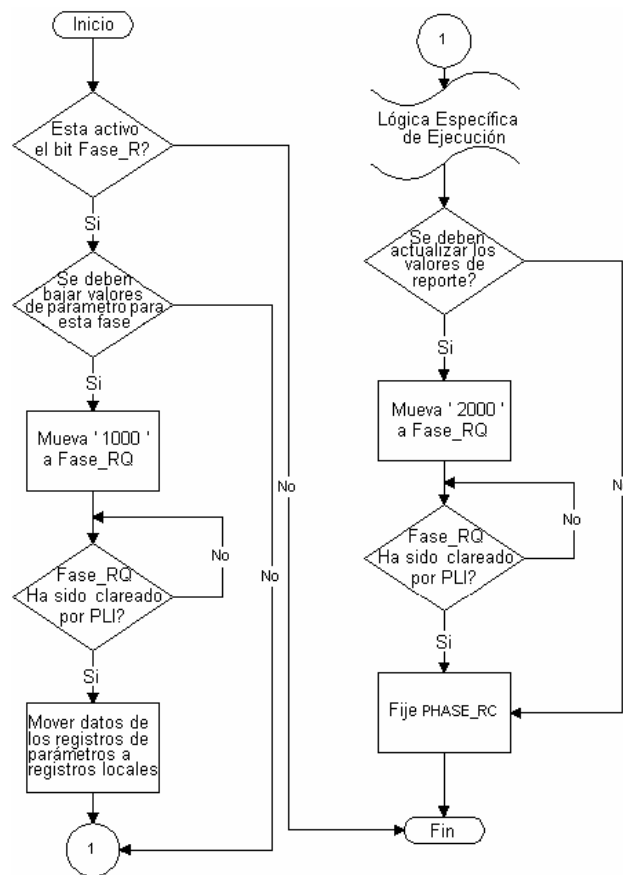 Inicio
Esta activo
el bit Fase_R?
Si
Se deben
bajar valores
de parametro para
esta fase
Si
Mueva ' 1000 '
a Fase_RQ
No
Fase_RQ
Ha sido clareado
por PLI?
Si
Mover datos de
los registros de
parámetros a
registros locales
1
No
No
1
Lógica Específica
de Ejecución
Se deben
actualizar los
valores de
reporte?
Si
Mueva ' 2000 '
a Fase_RQ
No
Fase_RQ
Ha sido clareado
por PLI?
Si
Fije PHASE_RC
Fin